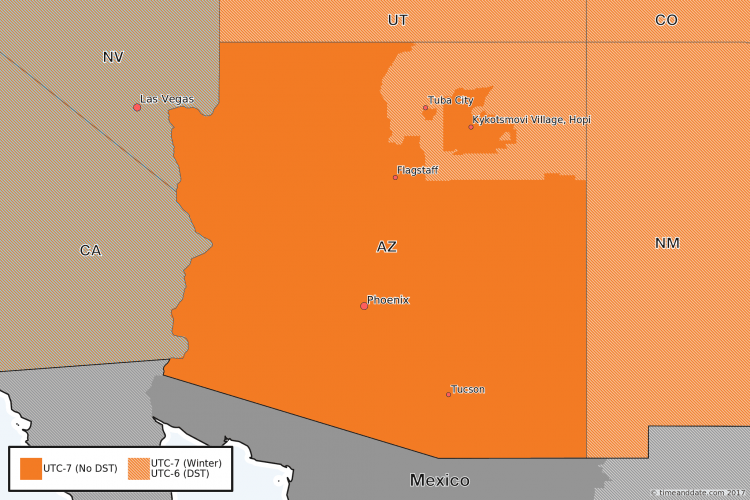 UT
CO
NV
Las Vegas
Tuba City
Kykotsmovi Village, Hopi
Flagstaff
CA
AZ
NM
Phoenix
Tucson
UTC-7 (No DST)
UTC-7 (Winter)
UTC-6 (DST)
Mexico
© timeanddate.com 2017